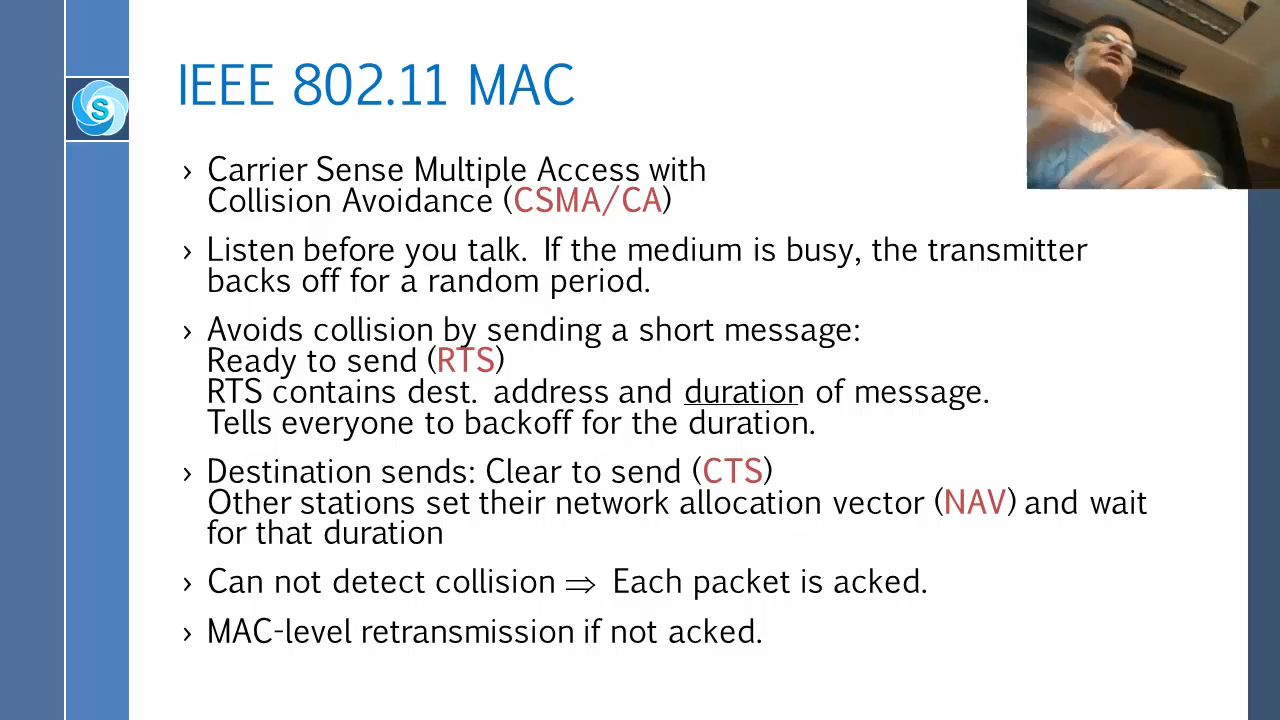 S
IEEE 802.11 MAC
› Carrier Sense Multiple Access with
Collision Avoidance (CSMA/CA)
› Listen before you talk. If the medium is busy, the transmitter
backs off for a random period.
› Avoids collision by sending a short message:
Ready to send (RTS)
RTS contains dest. address and duration of message.
Tells everyone to backoff for the duration.
› Destination sends: Clear to send (CTS)
Other stations set their network allocation vector (NAV) and wait
for that duration
› Can not detect collision ⇒ Each packet is acked.
› MAC-level retransmission if not acked.